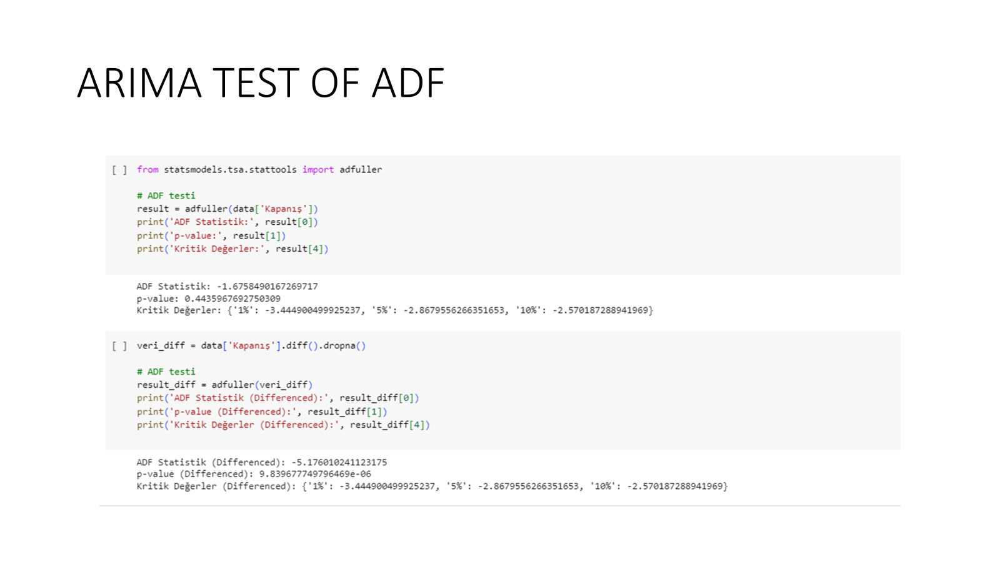 ARIMA TEST OF ADF
[ ] from statsmodels.tsa.stattools import adfuller
# ADF testi
result = adfuller(data['Kapanış'])
print('ADF Statistik:', result[0])
print('p-value:', result[1])
print('Kritik Değerler:', result[4])
ADF Statistik: -1.6758490167269717
p-value: 0.4435967692750309
Kritik Değerler: {'1%': -3.444900499925237, '5%': -2.8679556266351653, '10%': -2.570187288941969}
[ ] veri_diff = data['Kapanış'].diff().dropna()
# ADF testi
result_diff = adfuller(veri_diff)
print('ADF Statistik (Differenced):', result_diff[0])
print('p-value (Differenced):', result_diff[1])
print('Kritik Değerler (Differenced):', result_diff[4])
ADF Statistik (Differenced): -5.176010241123175
p-value (Differenced): 9.839677749796469e-06
Kritik Değerler (Differenced): {'1%': -3.444900499925237, '5%': -2.8679556266351653, '10%': -2.570187288941969}